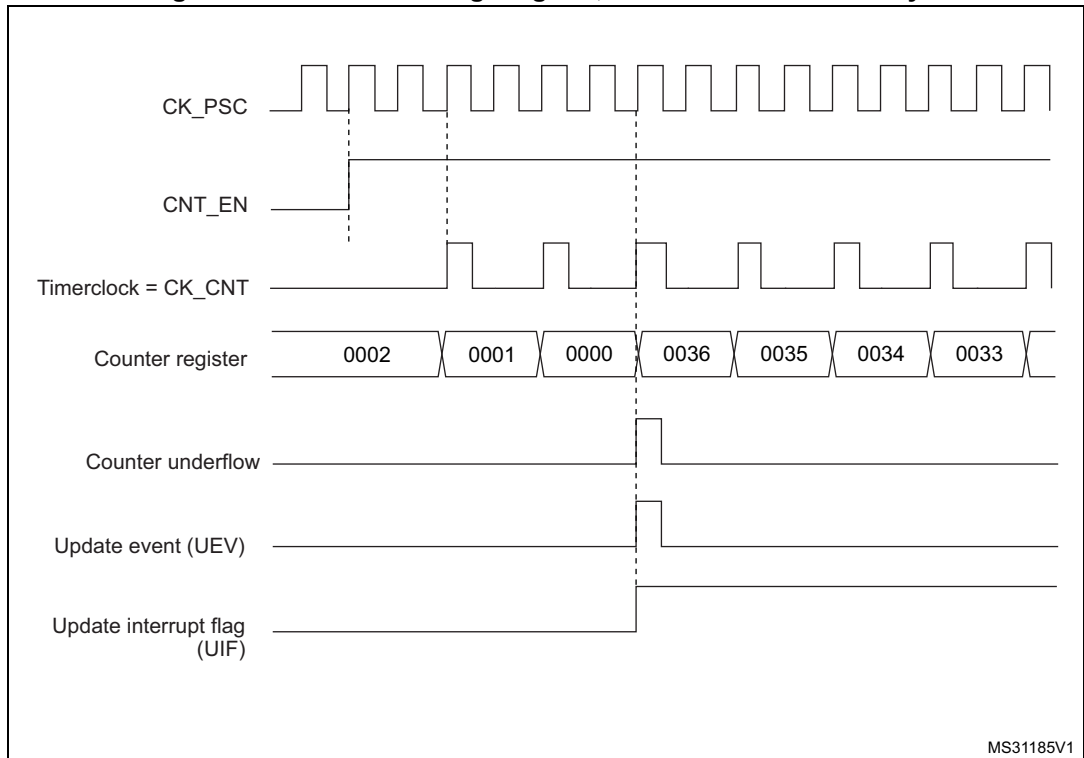 CK_PSC
CNT_EN
Timerclock = CK_CNT
Counter register
0002 0001 0000 0036 0035 0034 0033
Counter underflow
Update event (UEV)
Update interrupt flag
(UIF)
MS31185V1